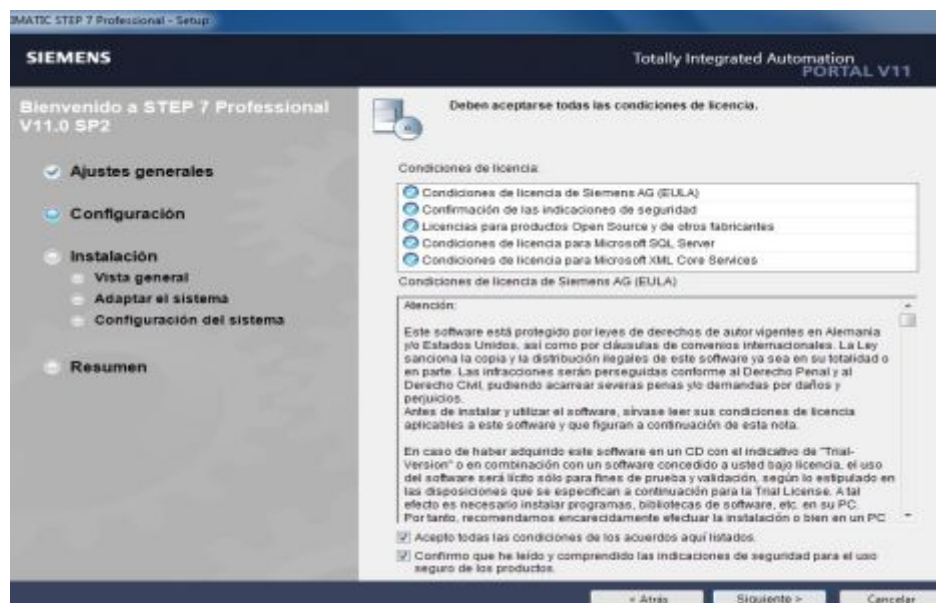 IMATIC STEP 7 Professional - Setup
SIEMENS
Totally Integrated Automation
PORTAL V11
Bienvenido a STEP 7 Professional
V11.0 SP2
Ajustes generales
Configuración
Instalación
Vista general
Adaptar el sistema
Configuración del sistema
Resumen
Deben aceptarse todas las condiciones de licencia.
Condiciones de licencia:
Condiciones de licencia de Siemens AG (EULA)
Confirmación de las indicaciones de seguridad
Licencias para productos Open Source y de otros fabricantes
Condiciones de licencia para Microsoft SQL Server
Condiciones de licencia para Microsoft XML Core Services
Condiciones de licencia de Siemens AG (EULA)
Atención:
Este software está protegido por leyes de derechos de autor vigentes en Alemania
y/o Estados Unidos, así como por cláusulas de convenios internacionales. La Ley
sanciona la copia y la distribución ilegales de este software ya sea en su totalidad o
en parte. Las infracciones serán perseguidas conforme al Derecho Penal y al
Derecho Civil, pudiendo acarrear severas penas y/o demandas por daños y
perjuicios.
Antes de instalar y utilizar el software, sírvase leer sus condiciones de licencia
aplicables a este software y que figuran a continuación de esta nota.
En caso de haber adquirido este software en un CD con el indicativo de "Trial-
Version" o en combinación con un software concedido a usted bajo licencia, el uso
del software será lícito sólo para fines de prueba y validación, según lo estipulado en
las disposiciones que se especifican a continuación para la Trial License. A tal
efecto es necesario instalar programas, bibliotecas de software, etc. en su PC.
Por tanto, recomendamos encarecidamente efectuar la instalación o bien en un PC
Acepto todas las condiciones de los acuerdos aquí listados.
Confirmo que he leído y comprendido las indicaciones de seguridad para el uso
seguro de los productos.
< Atrás
Siguiente >
Cancelar